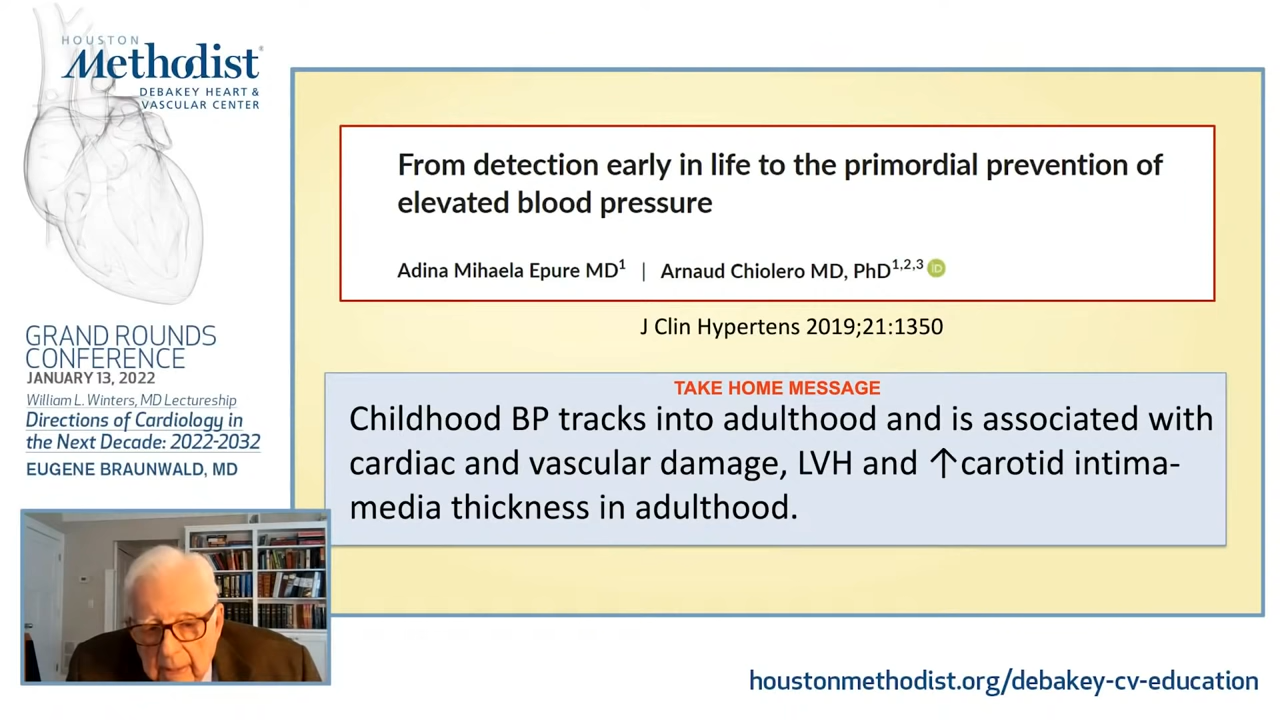 HOUSTON
Methodist®
DEBAKEY HEART &
VASCULAR CENTER
GRAND ROUNDS
CONFERENCE
JANUARY 13, 2022
William L. Winters, MD Lectureship
Directions of Cardiology in
the Next Decade: 2022-2032
EUGENE BRAUNWALD, MD
From detection early in life to the primordial prevention of
elevated blood pressure
Adina Mihaela Epure MD1 | Arnaud Chiolero MD, PhD1,2,3 iD
J Clin Hypertens 2019;21:1350
TAKE HOME MESSAGE
Childhood BP tracks into adulthood and is associated with
cardiac and vascular damage, LVH and ↑carotid intima-
media thickness in adulthood.
houstonmethodist.org/debakey-cv-education